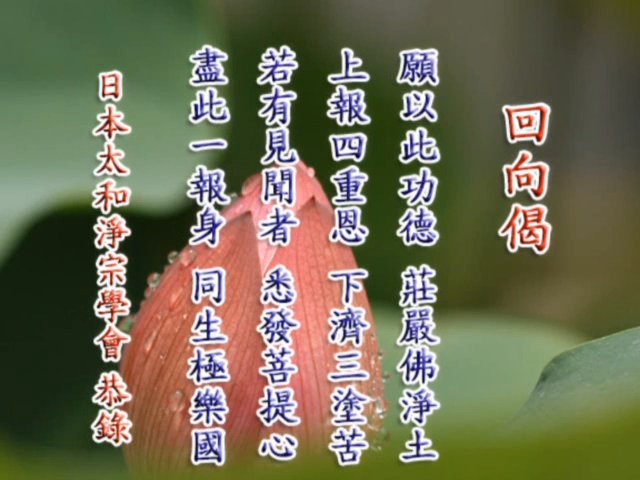 回向偈
願以此功德 莊嚴佛淨土
上報四重恩 下濟三塗苦
若有見聞者 悉發菩提心
盡此一報身 同生極樂國
日本太和淨宗學會 恭錄